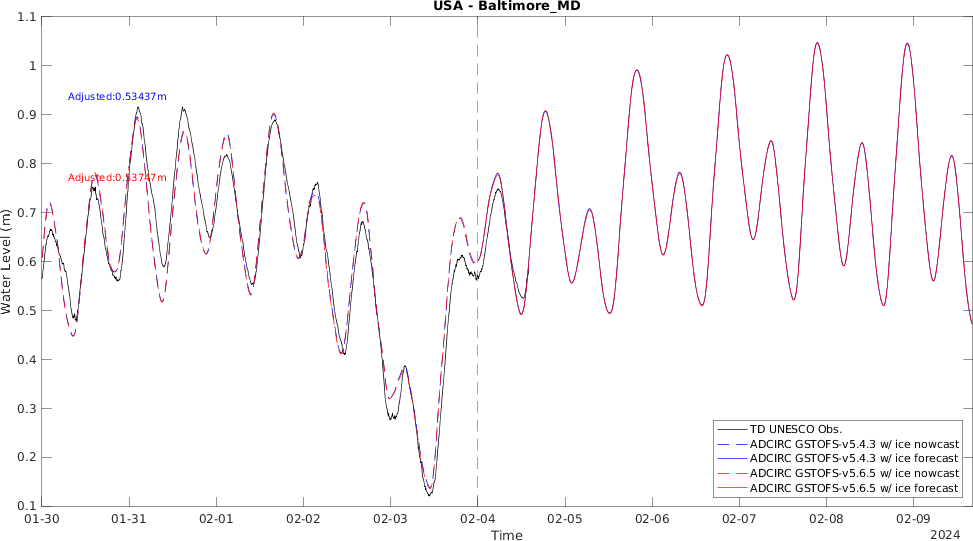 USA - Baltimore_MD
Water Level (m)
1.1
1
0.9
0.8
0.7
0.6
0.5
0.4
0.3
0.2
0.1
Adjusted:0.53437m
Adjusted:0.53747m
TD UNESCO Obs.
ADCIRC GSTOFS-v5.4.3 w/ ice nowcast
ADCIRC GSTOFS-v5.4.3 w/ ice forecast
ADCIRC GSTOFS-v5.6.5 w/ ice nowcast
ADCIRC GSTOFS-v5.6.5 w/ ice forecast
01-30 01-31 02-01 02-02 02-03 02-04 02-05 02-06 02-07 02-08 02-09
Time
2024